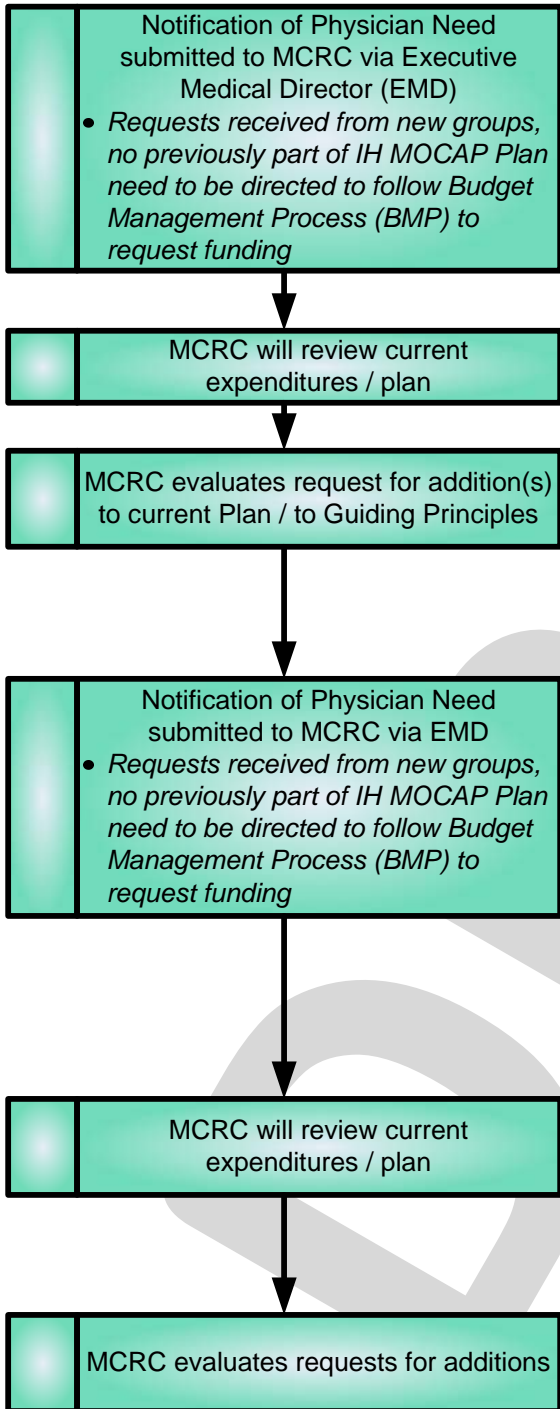 Notification of Physician Need
submitted to MCRC via Executive
Medical Director (EMD)
• Requests received from new groups,
no previously part of IH MOCAP Plan
need to be directed to follow Budget
Management Process (BMP) to
request funding
MCRC will review current
expenditures / plan
MCRC evaluates request for addition(s)
to current Plan / to Guiding Principles
Notification of Physician Need
submitted to MCRC via EMD
• Requests received from new groups,
no previously part of IH MOCAP Plan
need to be directed to follow Budget
Management Process (BMP) to
request funding
MCRC will review current
expenditures / plan
MCRC evaluates requests for additions